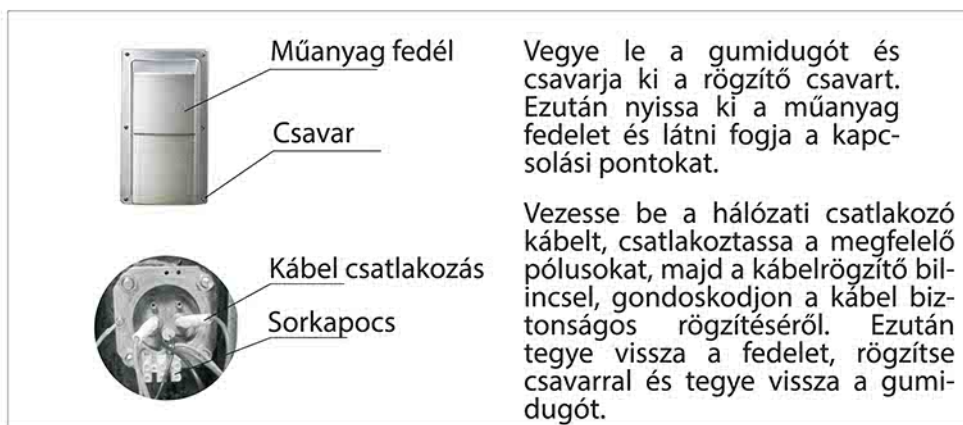 Műanyag fedél
Csavar
Kábel csatlakozás
Sorkapocs
Vegye le a gumidugót és
csavarja ki a rögzítő csavart.
Ezután nyissa ki a műanyag
fedelet és látni fogja a kapc-
solási pontokat.
Vezesse be a hálózati csatlakozó
kábelt, csatlakoztassa a megfelelő
pólusokat, majd a kábelrögzítő bil-
incsel, gondoskodjon a kábel biz-
tonságos rögzítéséről. Ezután
tegye vissza a fedelet, rögzítse
csavarral és tegye vissza a gumi-
dugót.